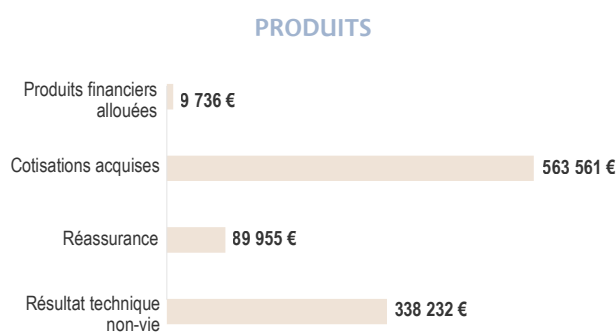 PRODUITS
Produits financiers
allouées
9 736 €
Cotisations acquises
563 561 €
Réassurance
89 955 €
Résultat technique
non-vie
338 232 €